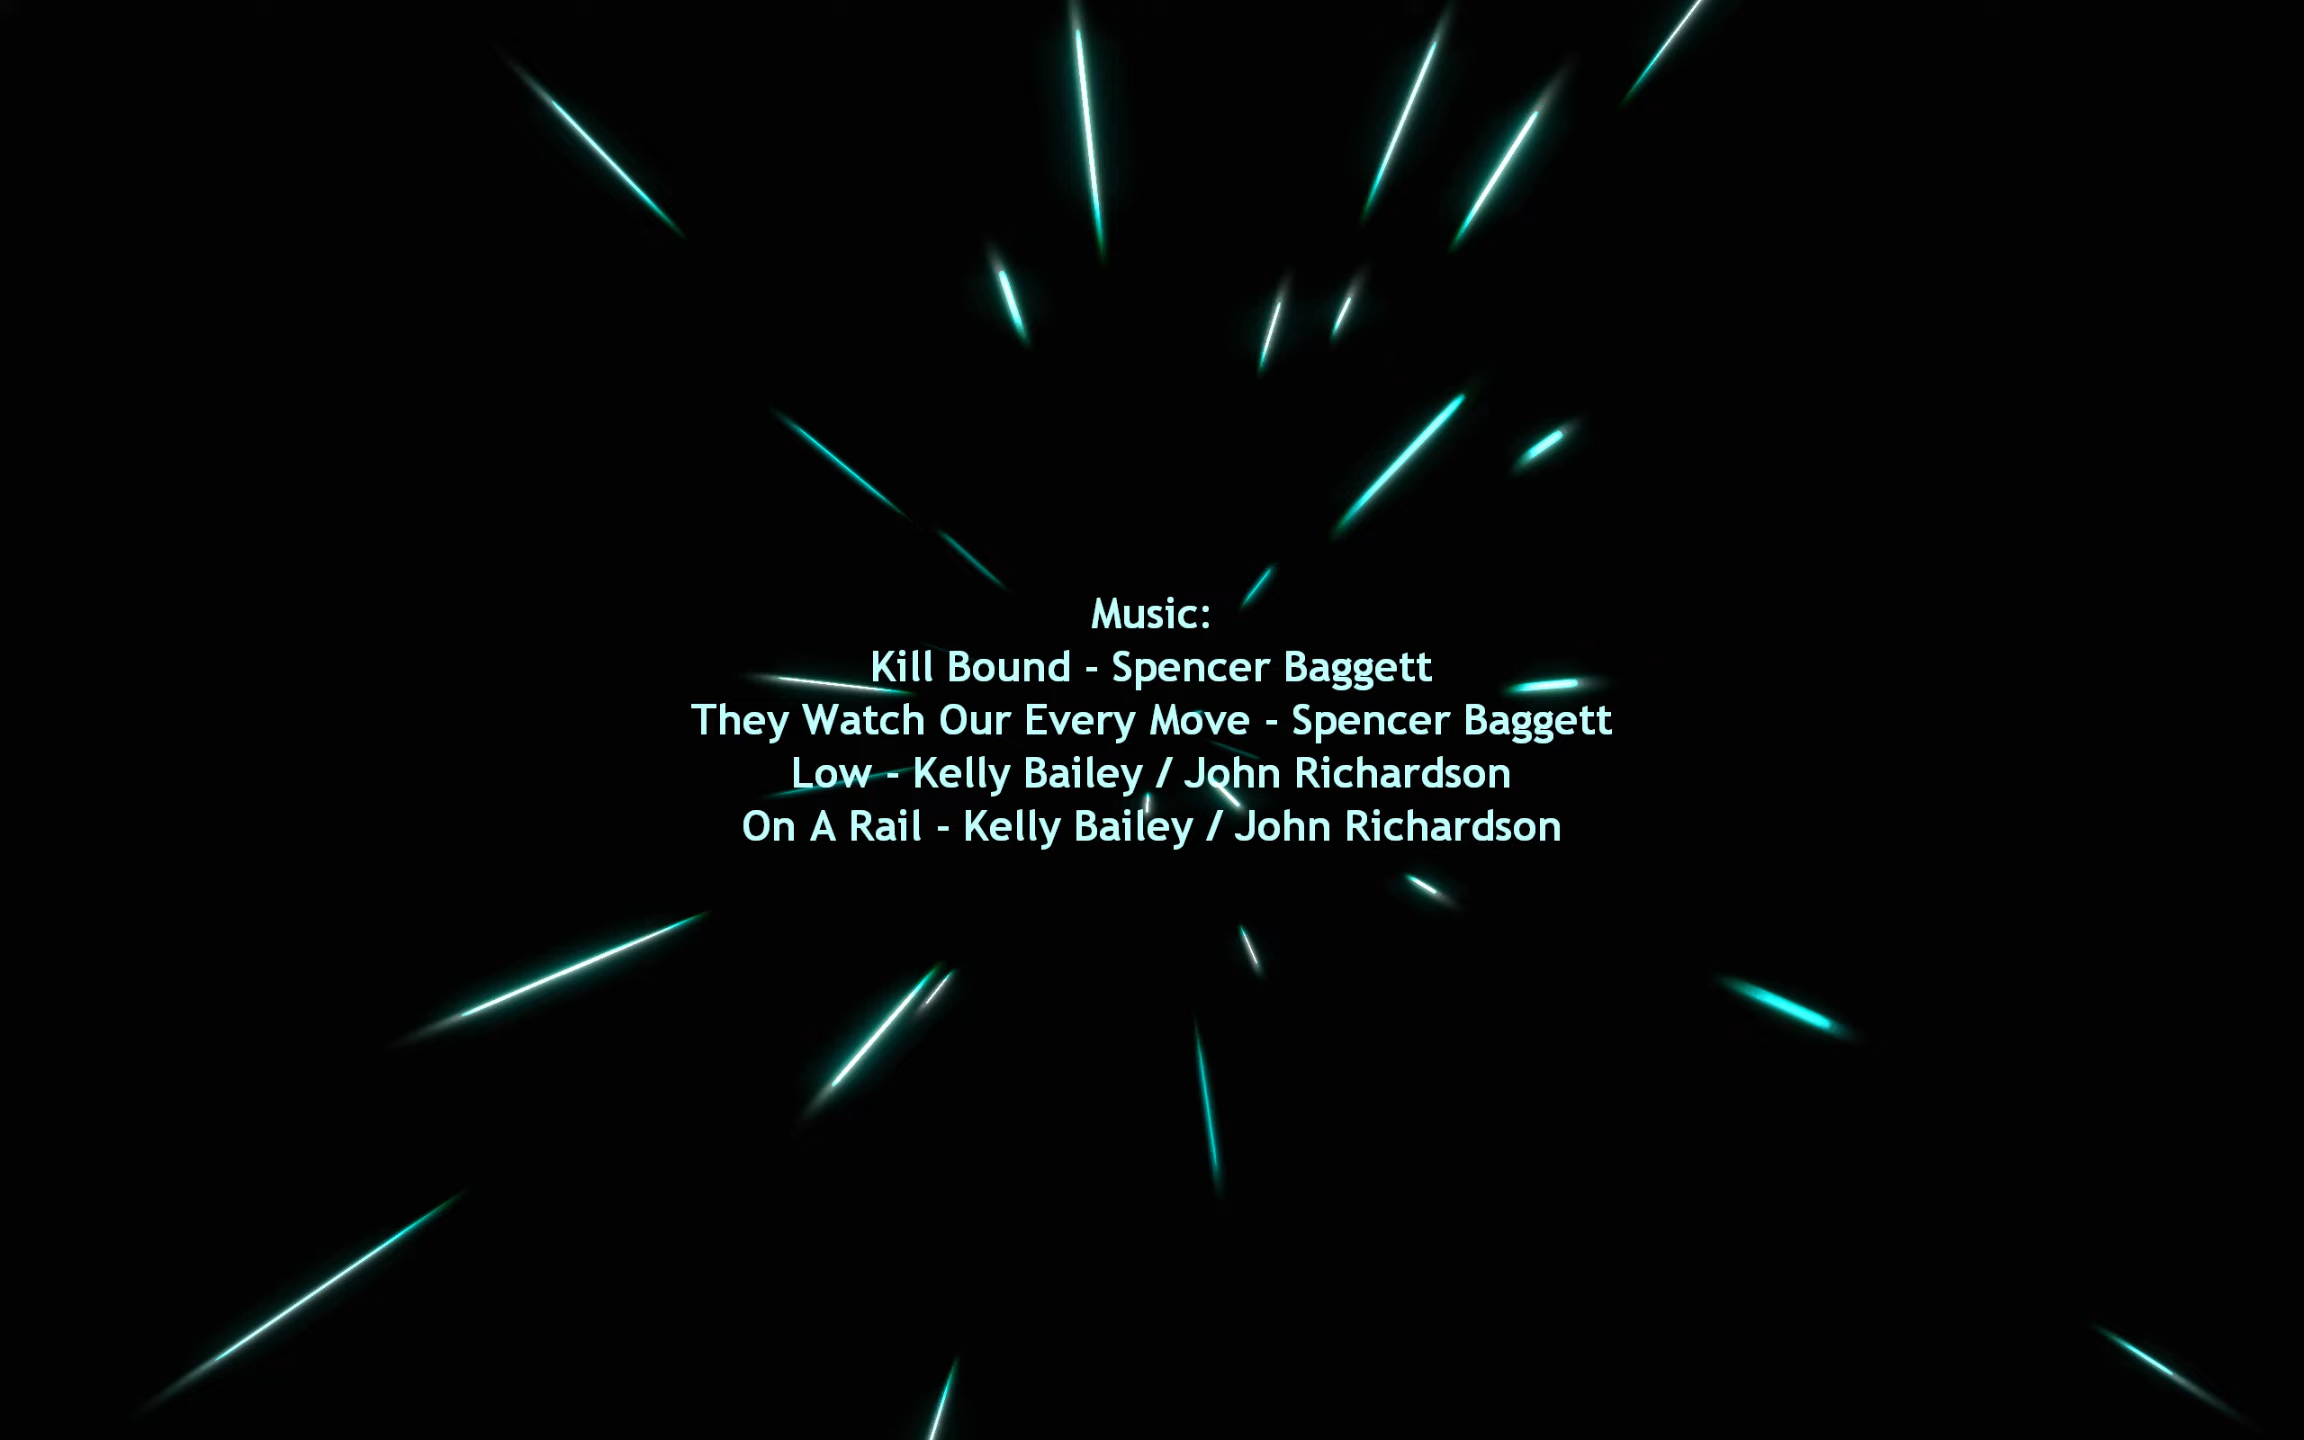 Music:
Kill Bound - Spencer Baggett
They Watch Our Every Move - Spencer Baggett
Low - Kelly Bailey / John Richardson
On A Rail - Kelly Bailey / John Richardson